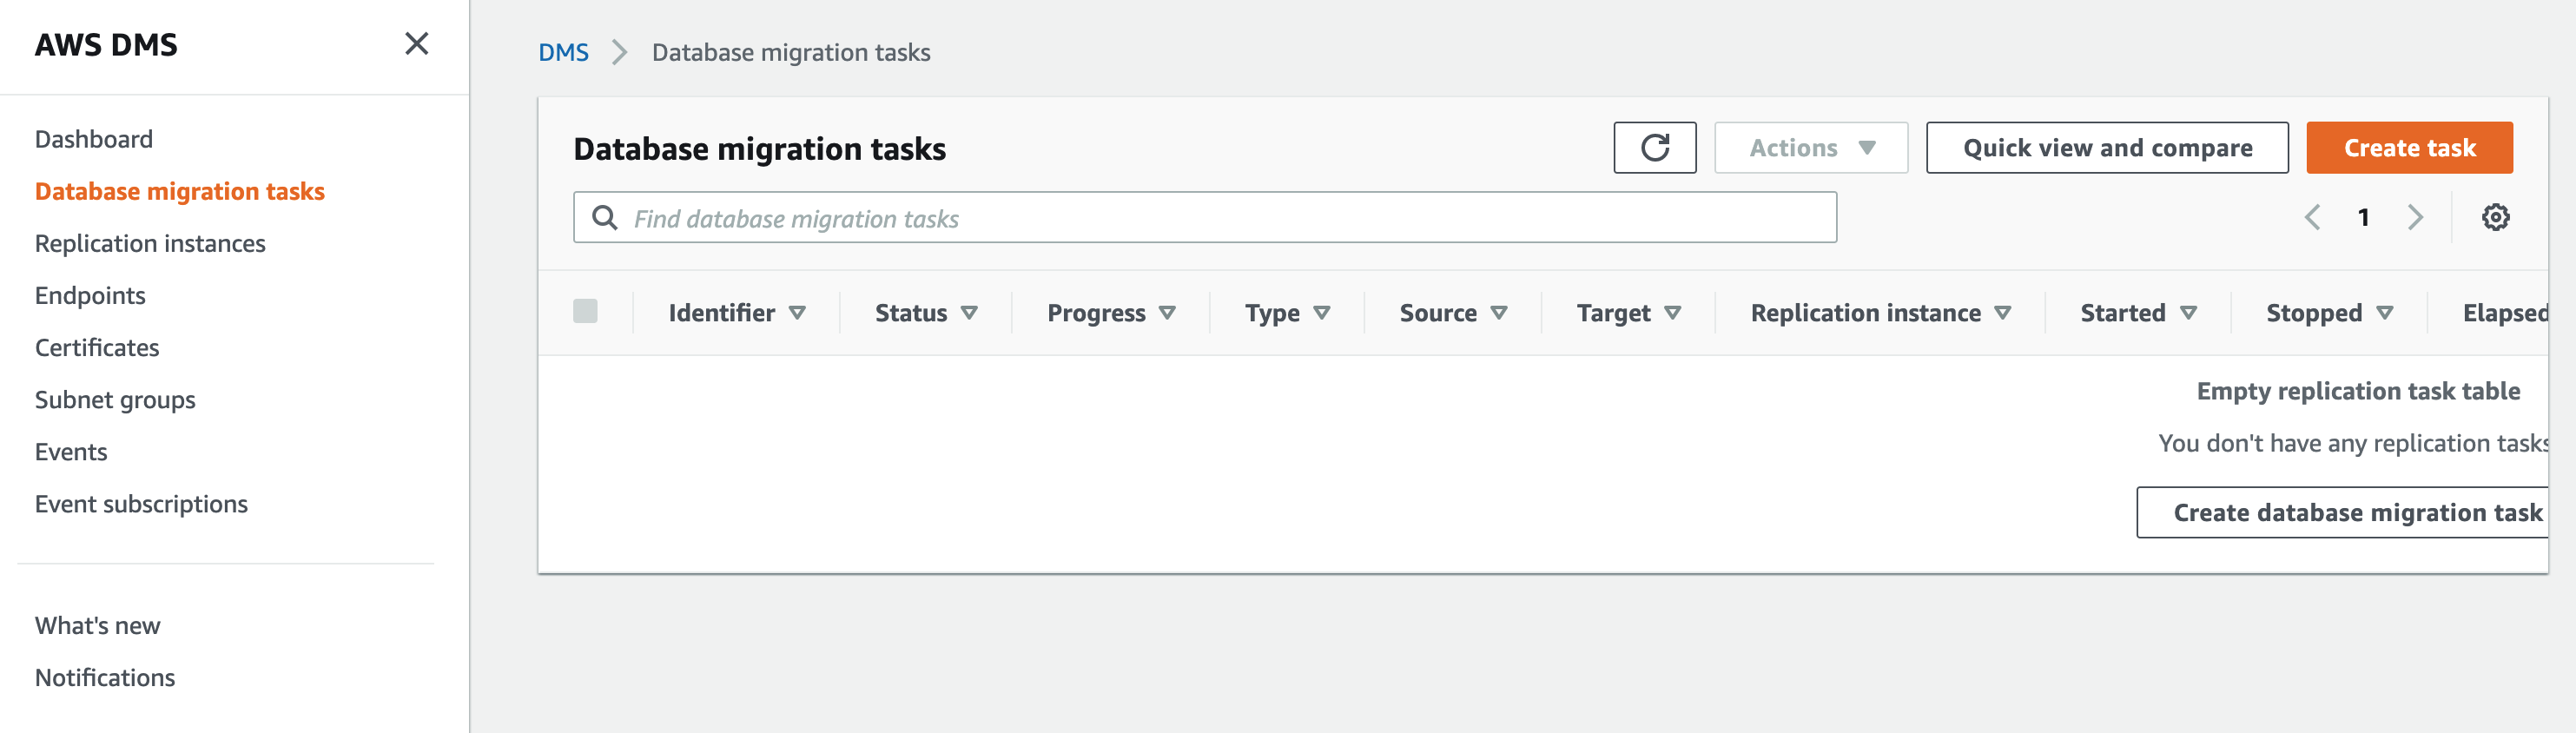 AWS DMS
Dashboard
Database migration tasks
Replication instances
Endpoints
Certificates
Subnet groups
Events
Event subscriptions
What's new
Notifications
DMS
Database migration tasks
Database migration tasks
Actions
Quick view and compare
Create task
Find database migration tasks
1
Identifier Status Progress Type Source Target Replication instance Started Stopped Elapsed
Empty replication task table
You don't have any replication tasks
Create database migration task